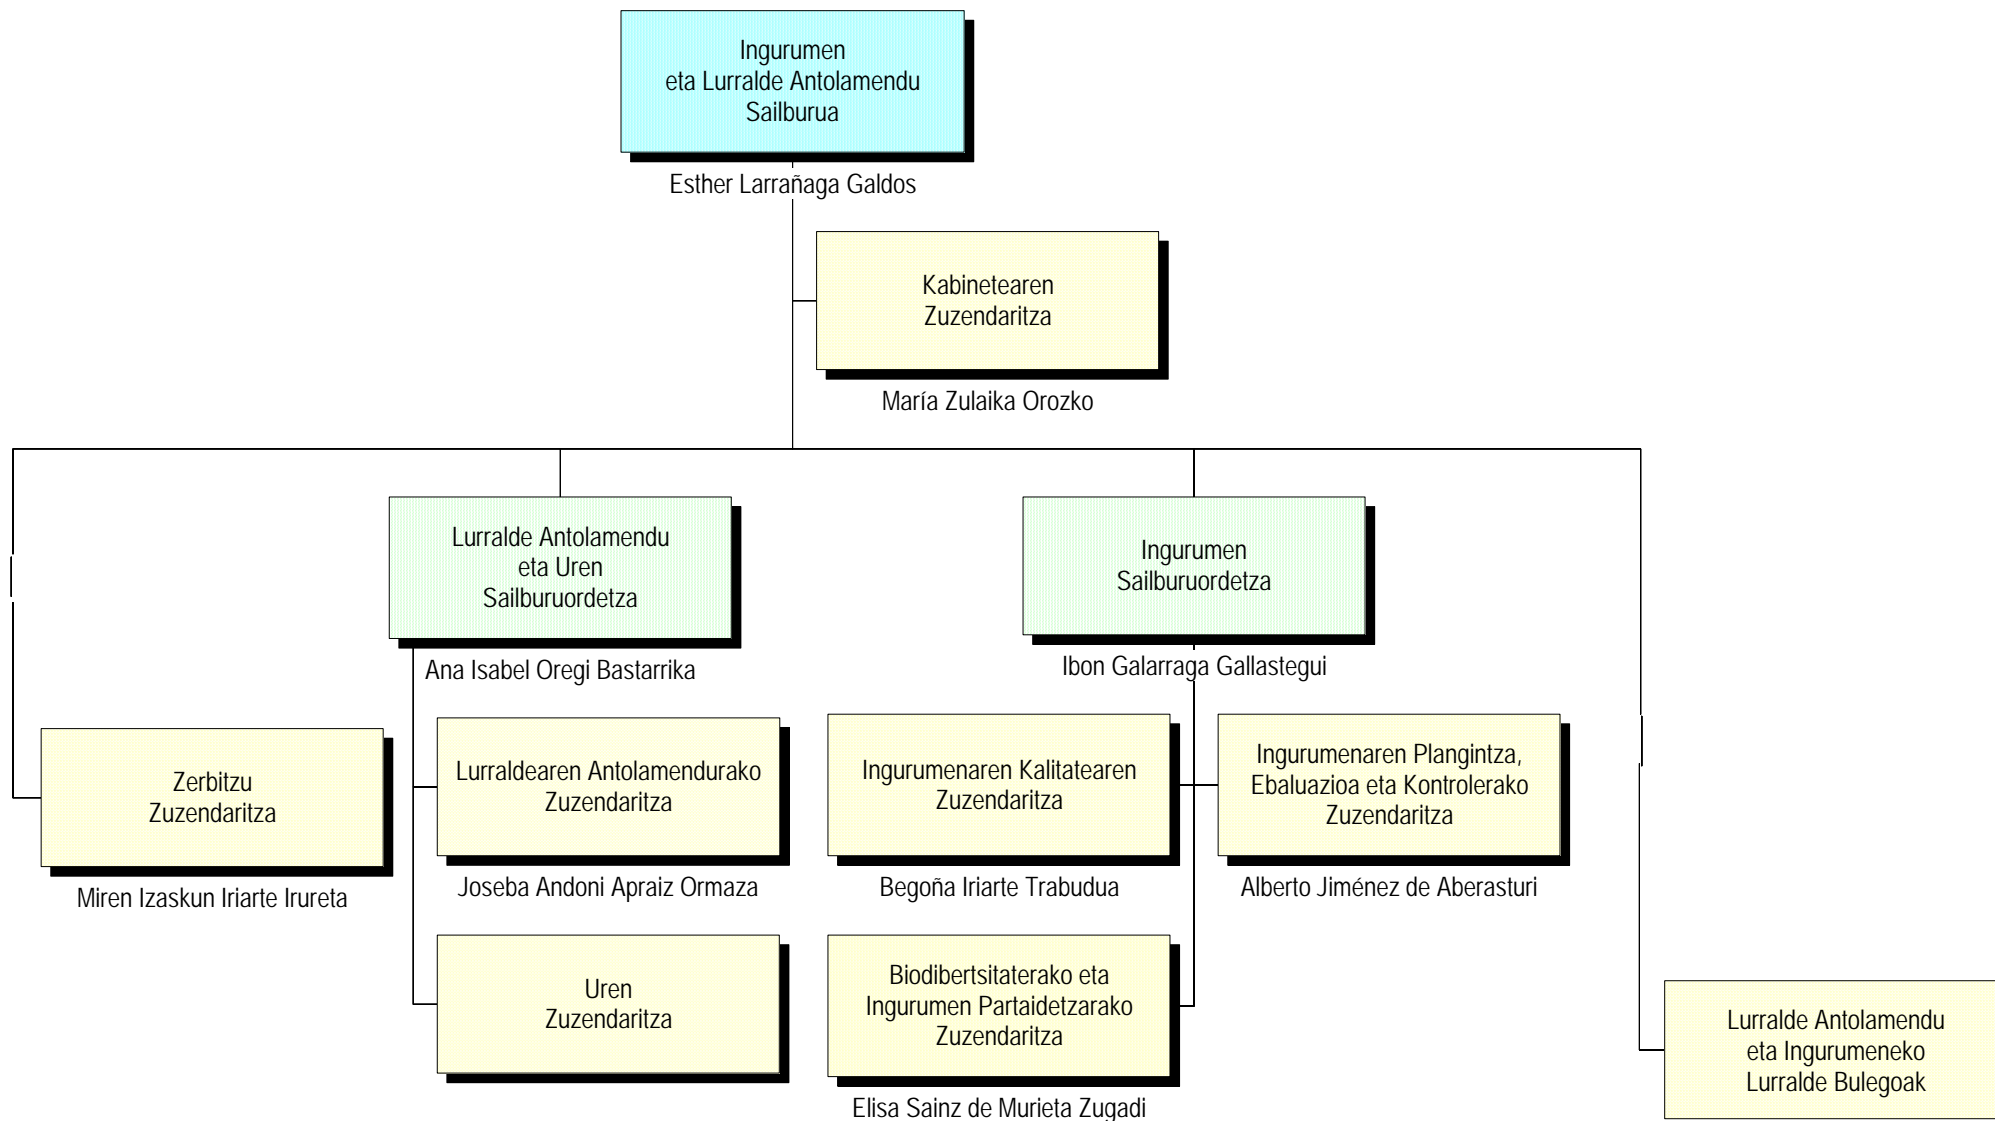 Ingurumen
eta Lurralde Antolamendu
Sailburua
Esther Larrañaga Galdos
Kabinetearen
Zuzendaritza
María Zulaika Orozko
Lurralde Antolamendu
eta Uren
Sailburuordetza
Ana Isabel Oregi Bastarrika
Ingurumen
Sailburuordetza
Ibon Galarraga Gallastegui
Zerbitzu
Zuzendaritza
Miren Izaskun Iriarte Irureta
Lurraldearen Antolamendurako
Zuzendaritza
Joseba Andoni Apraiz Ormaza
Ingurumenaren Kalitatearen
Zuzendaritza
Begoña Iriarte Trabudua
Ingurumenaren Plangintza,
Ebaluazioa eta Kontrolerako
Zuzendaritza
Alberto Jiménez de Aberasturi
Uren
Zuzendaritza
Biodibertsitaterako eta
Ingurumen Partaidetzarako
Zuzendaritza
Elisa Sainz de Murieta Zugadi
Lurralde Antolamendu
eta Ingurumeneko
Lurralde Bulegoak